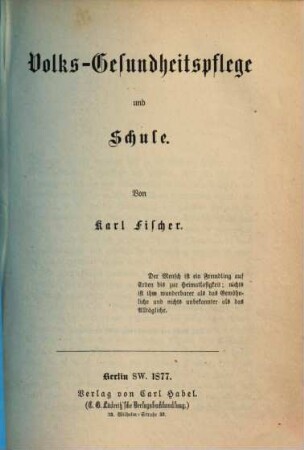 Volks-Gesundheitspflege
und
Schule.
Von
Karl Fischer.
Der Mensch ist ein Fremdling auf
Erden bis zur Heimatlosigkeit; nichts
ist ihm wunderbarer als das Gewöhn-
liche und nichts unbekannter als das
Alltägliche.
Berlin SW. 1877.
Verlag von Carl Habel.
(C. G. Lüderitz'sche Verlagsbuchhandlung.)
33. Wilhelm-Straße 33.